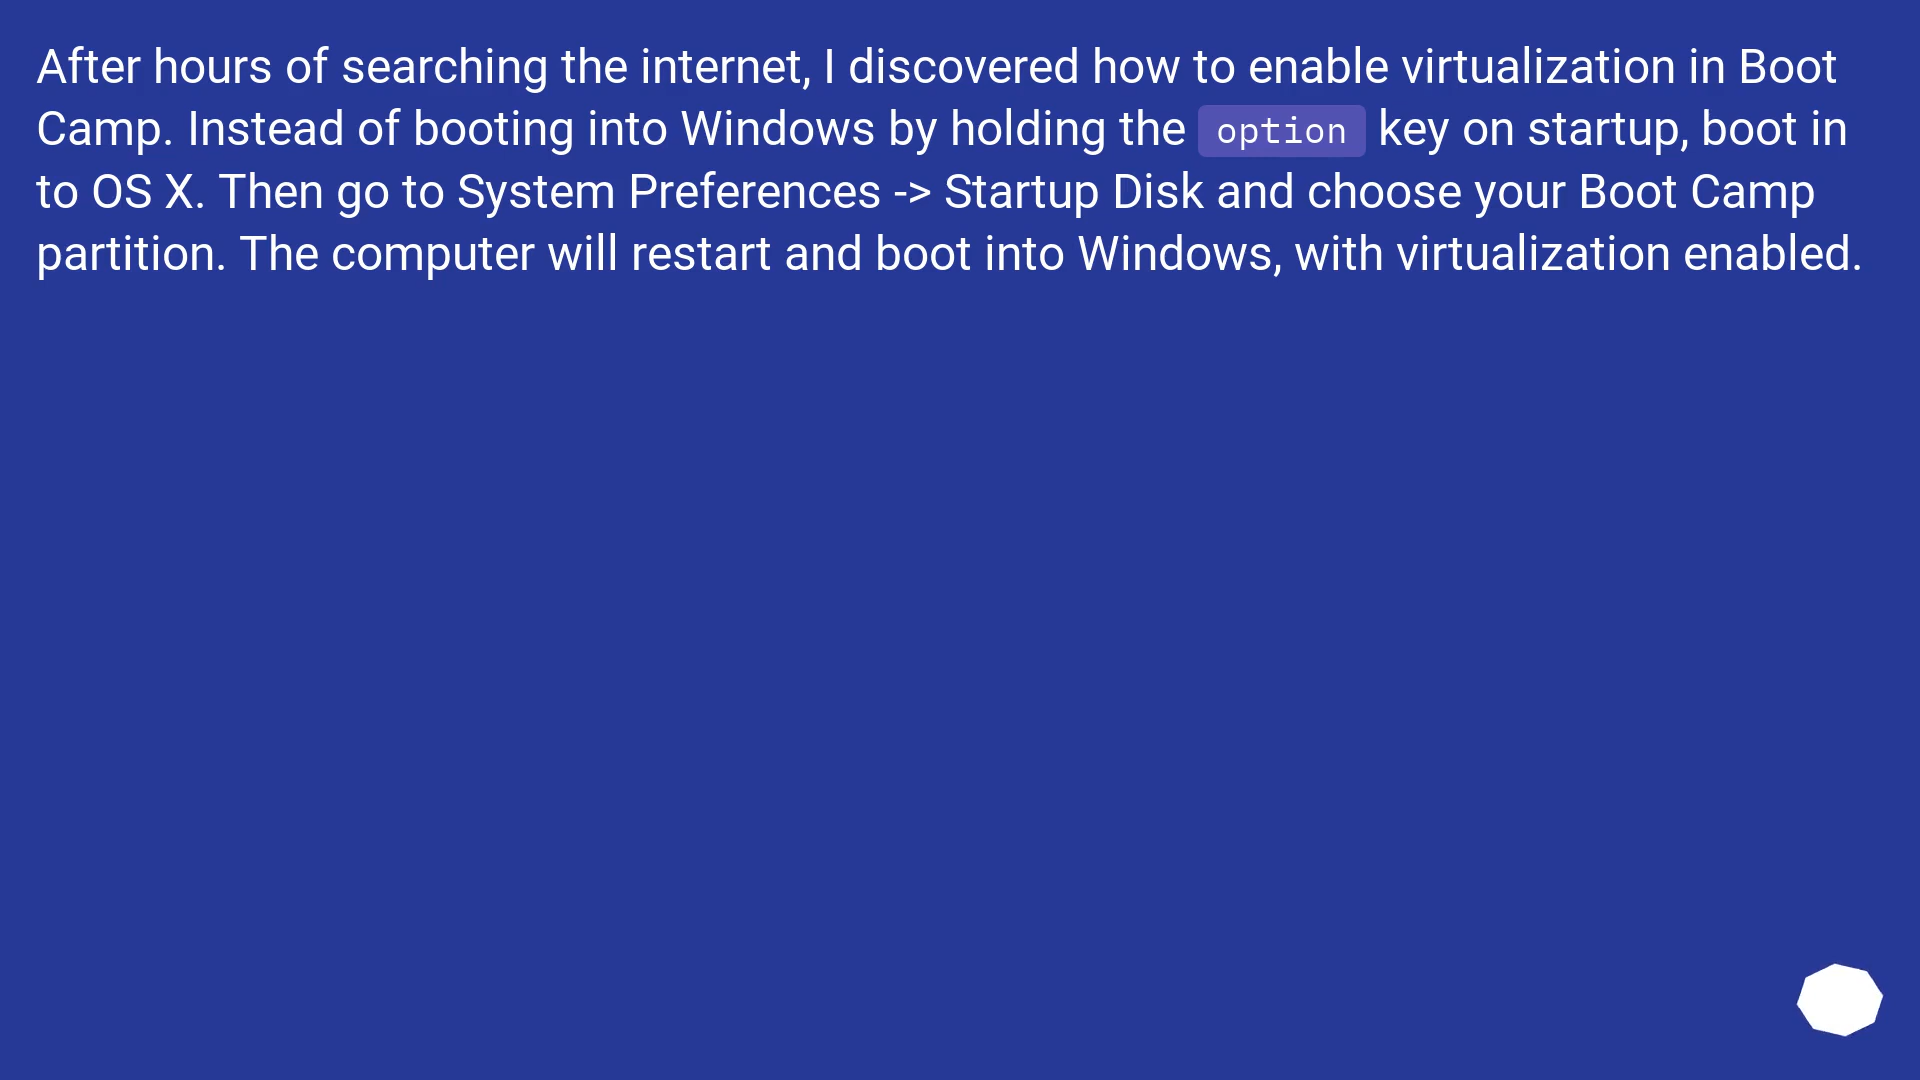 After hours of searching the internet, I discovered how to enable virtualization in Boot
Camp. Instead of booting into Windows by holding the option key on startup, boot in
to OS X. Then go to System Preferences -> Startup Disk and choose your Boot Camp
partition. The computer will restart and boot into Windows, with virtualization enabled.